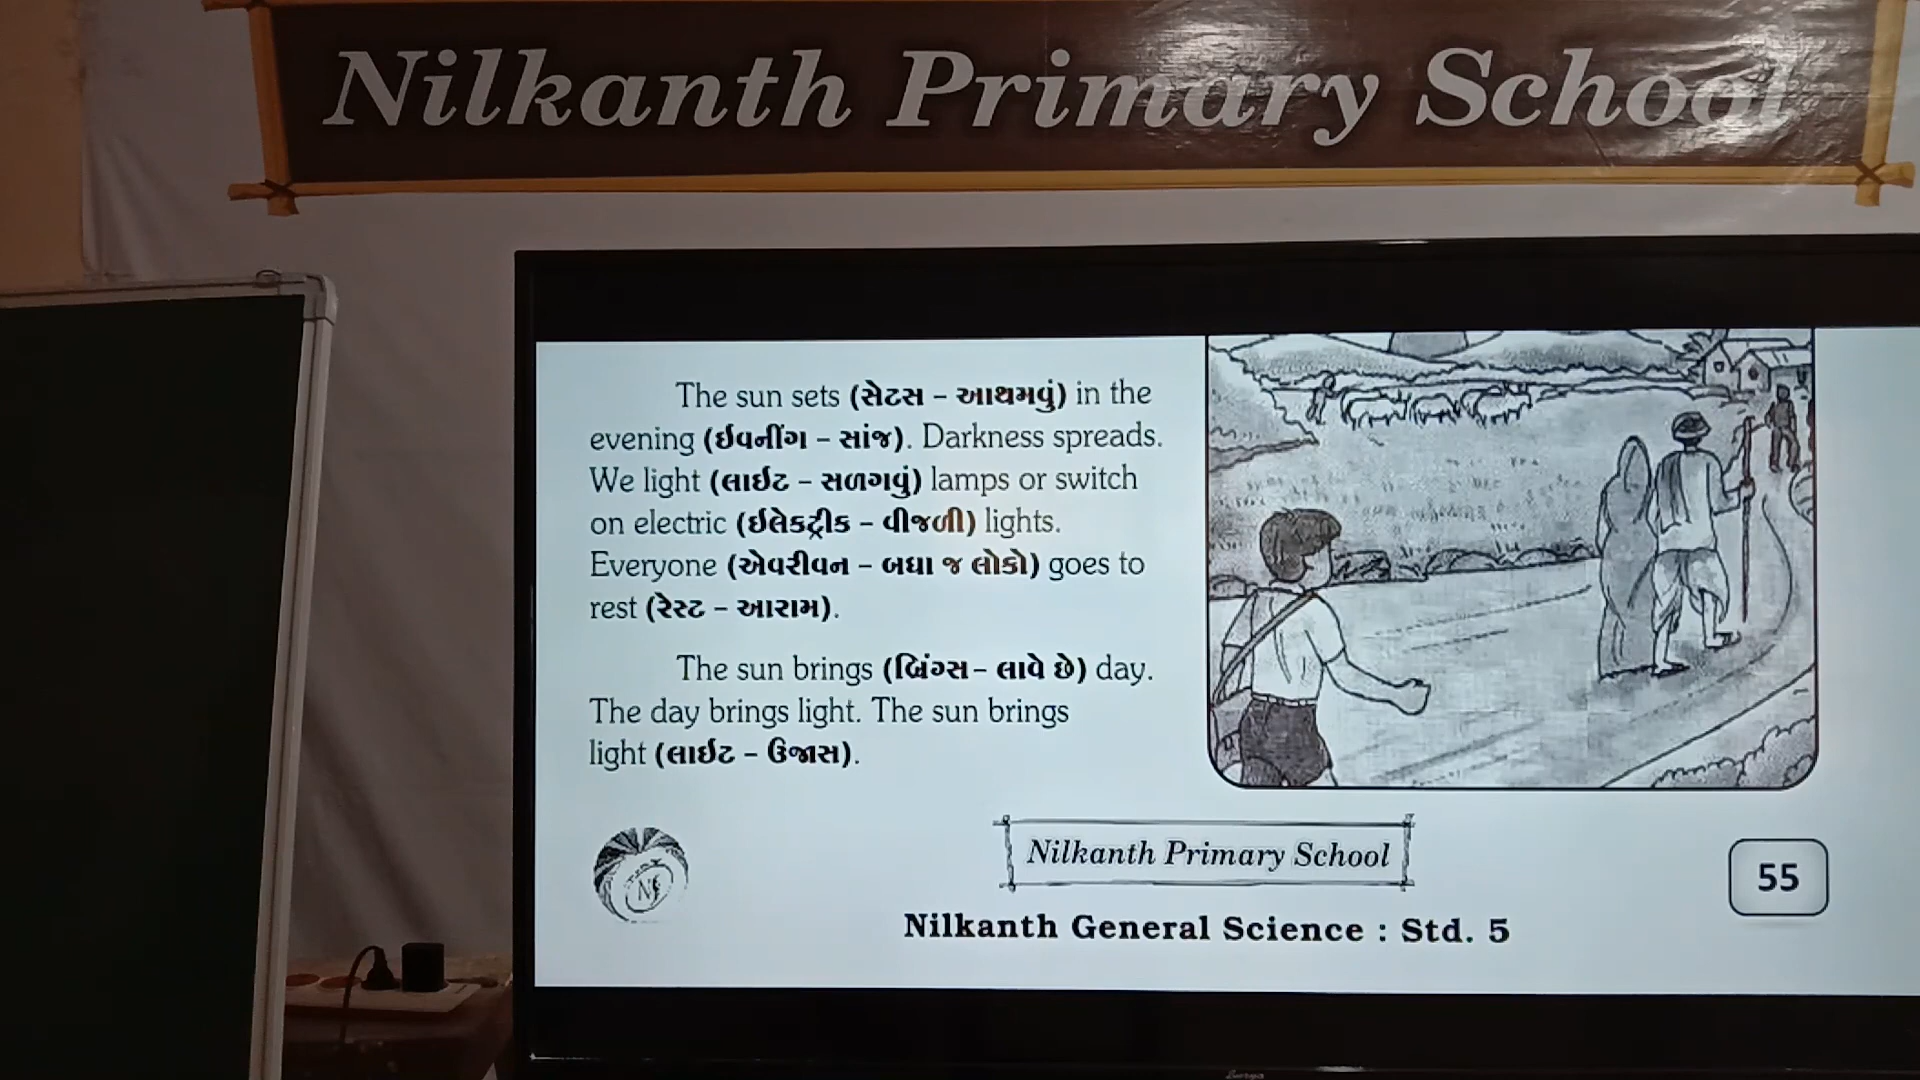 Nilkanth Primary School
The sun sets (સેટસ – આથમવું) in the
evening (ઈવનીંગ – સાંજ). Darkness spreads.
We light (લાઈટ – સળગવું) lamps or switch
on electric (ઈલેકટ્રીક – વીજળી) lights.
Everyone (એવરીવન – બધા જ લોકો) goes to
rest (રેસ્ટ – આરામ).
The sun brings (બ્રિંગ્સ – લાવે છે) day.
The day brings light. The sun brings
light (લાઈટ – ઉજાસ).
Nilkanth Primary School
55
Nilkanth General Science : Std. 5